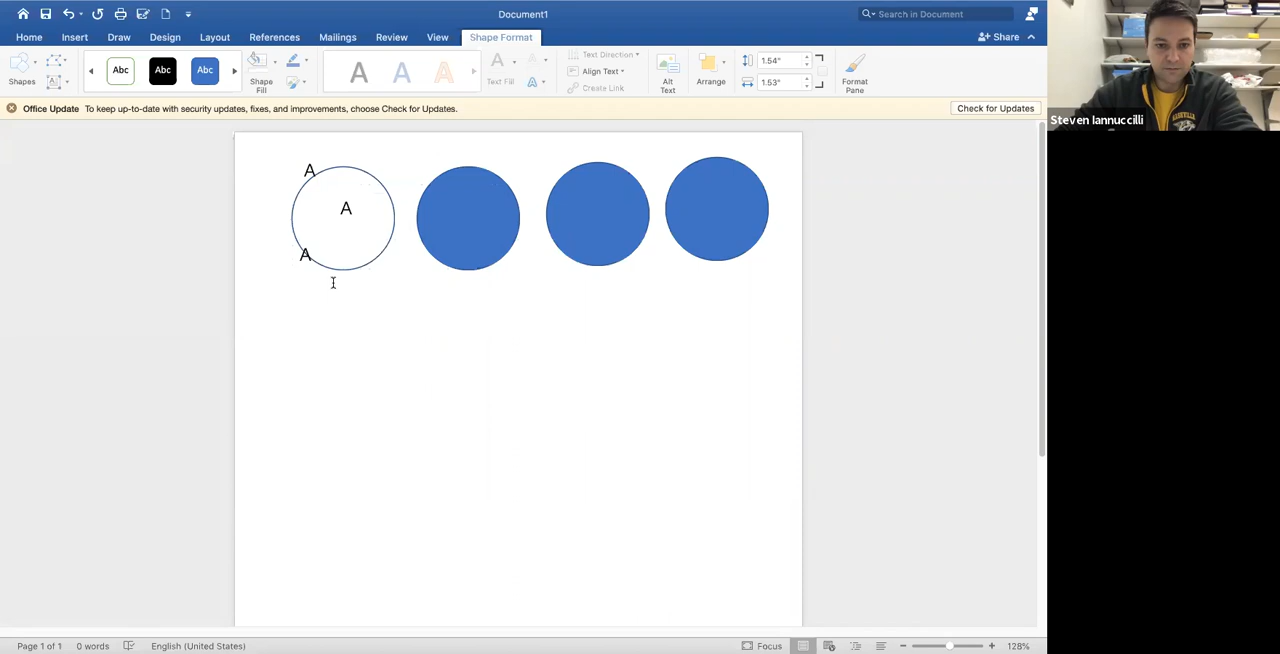 Document1
Search in Document
Home Insert Draw Design Layout References Mailings Review View Shape Format
Share
Abc Abc Abc
A A A
A
Text Direction
Align Text
Create Link
1.54"
1.53"
Shapes
Shape Fill
Text Fill
Alt Text
Arrange
Format Pane
Office Update To keep up-to-date with security updates, fixes, and improvements, choose Check for Updates.
Check for Updates
Steven Iannuccilli
A
A
A
Page 1 of 1 0 words English (United States) Focus 128%